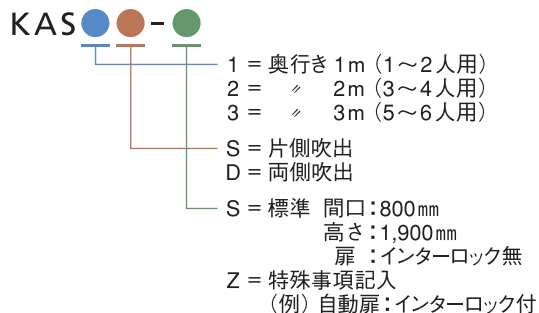 KAS●●-●
1 = 奥行き 1m（1～2人用）
2 = 〃 2m（3～4人用）
3 = 〃 3m（5～6人用）
S = 片側吹出
D = 両側吹出
S = 標準 間口：800㎜
高さ：1,900㎜
扉 ：インターロック無
Z = 特殊事項記入
（例）自動扉：インターロック付